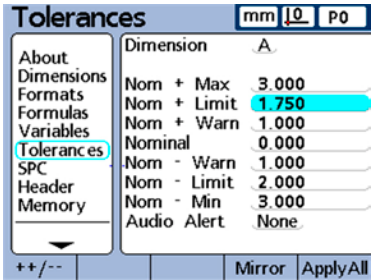 Tolerances mm 0 P0
About
Dimensions
Formats
Formulas
Variables
Tolerances
SPC
Header
Memory
Dimension A
Nom + Max 3.000
Nom + Limit 1.750
Nom + Warn 1.000
Nominal 0.000
Nom - Warn 1.000
Nom - Limit 2.000
Nom - Min 3.000
Audio Alert None
++/-- Mirror ApplyAll